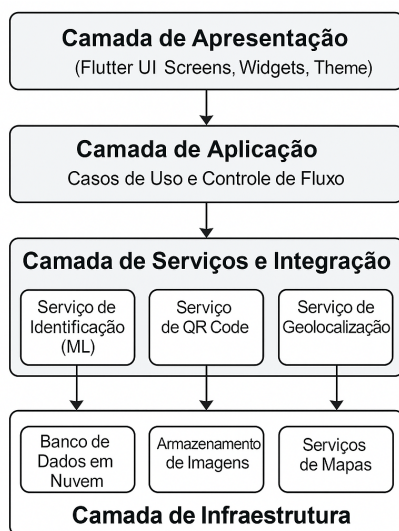 Camada de Apresentação
(Flutter UI Screens, Widgets, Theme)
Camada de Aplicação
Casos de Uso e Controle de Fluxo
Camada de Serviços e Integração
Serviço de
Identificação
(ML)
Serviço
de QR Code
Serviço de
Geolocalização
Banco de
Dados em
Nuvem
Armazenamento
de Imagens
Serviços
de Mapas
Camada de Infraestrutura